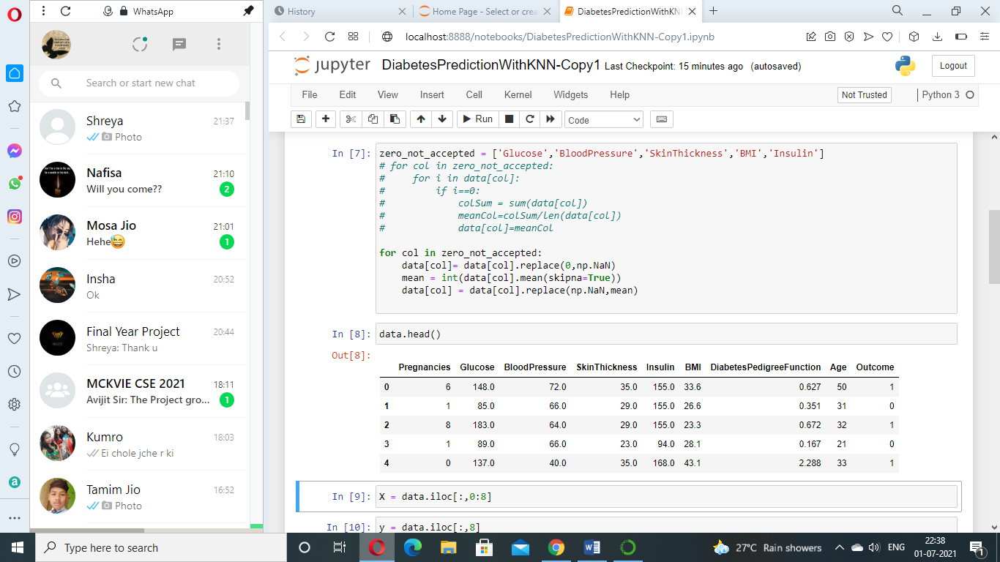 WhatsApp
Search or start new chat
Shreya 21:37
Photo
Nafisa 21:10
Will you come?? 2
Mosa Jio 21:01
Hehe😅 1
Insha 20:52
Ok
Final Year Project 20:44
Shreya: Thank u
MCKVIE CSE 2021 18:11
Avijit Sir: The Project gro... 1
Kumro 18:03
Ei chole jche r ki
Tamim Jio 16:52
Photo
History
Home Page - Select or crea
DiabetesPredictionWithKNN
localhost:8888/notebooks/DiabetesPredictionWithKNN-Copy1.ipynb
jupyter DiabetesPredictionWithKNN-Copy1 Last Checkpoint: 15 minutes ago (autosaved) Logout
File Edit View Insert Cell Kernel Widgets Help Not Trusted Python 3
Run Code
In [7]: zero_not_accepted = ['Glucose','BloodPressure','SkinThickness','BMI','Insulin']
# for col in zero_not_accepted:
#     for i in data[col]:
#         if i==0:
#             colSum = sum(data[col])
#             meanCol=colSum/len(data[col])
#             data[col]=meanCol
for col in zero_not_accepted:
    data[col]= data[col].replace(0,np.NaN)
    mean = int(data[col].mean(skipna=True))
    data[col] = data[col].replace(np.NaN,mean)
In [8]: data.head()
Out[8]:
Pregnancies Glucose BloodPressure SkinThickness Insulin BMI DiabetesPedigreeFunction Age Outcome
0 6 148.0 72.0 35.0 155.0 33.6 0.627 50 1
1 1 85.0 66.0 29.0 155.0 26.6 0.351 31 0
2 8 183.0 64.0 29.0 155.0 23.3 0.672 32 1
3 1 89.0 66.0 23.0 94.0 28.1 0.167 21 0
4 0 137.0 40.0 35.0 168.0 43.1 2.288 33 1
In [9]: X = data.iloc[:,0:8]
In [10]: y = data.iloc[:,8]
Type here to search
27°C Rain showers
ENG
22:38
01-07-2021
1